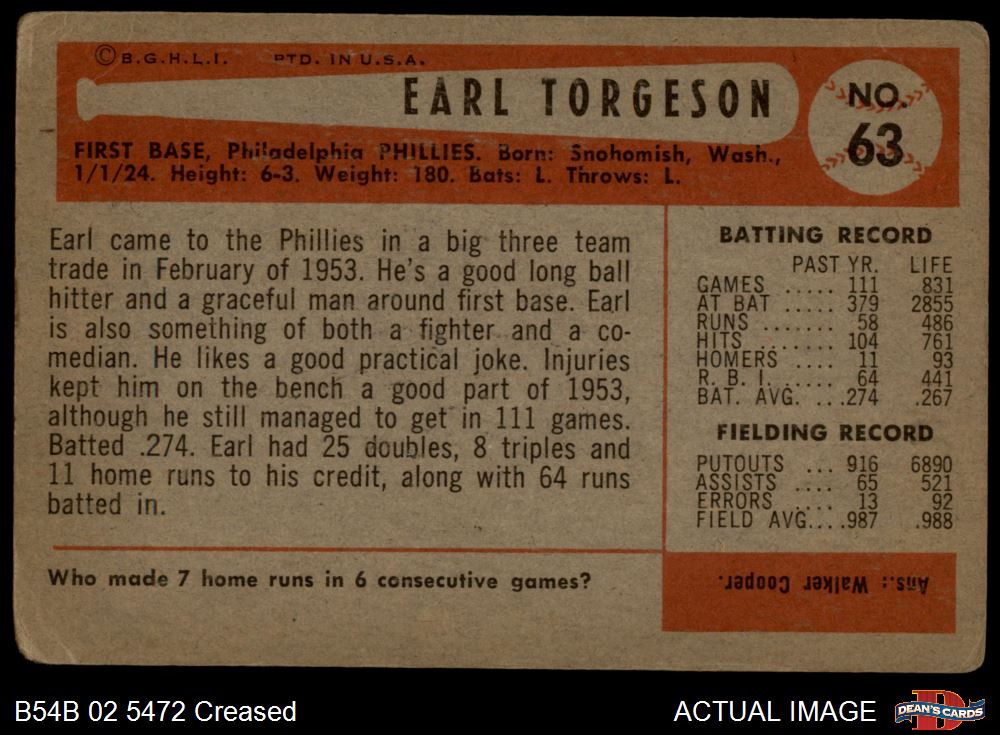 ©B.G.H.L.I. PTD. IN U.S.A.
EARL TORGESON
NO.
63
FIRST BASE, Philadelphia PHILLIES. Born: Snohomish, Wash.,
1/1/24. Height: 6-3. Weight: 180. Bats: L. Throws: L.
Earl came to the Phillies in a big three team
trade in February of 1953. He's a good long ball
hitter and a graceful man around first base. Earl
is also something of both a fighter and a co-
median. He likes a good practical joke. Injuries
kept him on the bench a good part of 1953,
although he still managed to get in 111 games.
Batted .274. Earl had 25 doubles, 8 triples and
11 home runs to his credit, along with 64 runs
batted in.
BATTING RECORD
PAST YR. LIFE
GAMES ..... 111 831
AT BAT ..... 379 2855
RUNS ....... 58 486
HITS ........ 104 761
HOMERS .... 11 93
R. B. I. ...... 64 441
BAT. AVG. ... .274 .267
FIELDING RECORD
PUTOUTS ... 916 6890
ASSISTS .... 65 521
ERRORS .... 13 92
FIELD AVG.... .987 .988
Who made 7 home runs in 6 consecutive games?
Ans.: Walker Cooper.
B54B 02 5472 Creased
ACTUAL IMAGE
DEAN'S CARDS